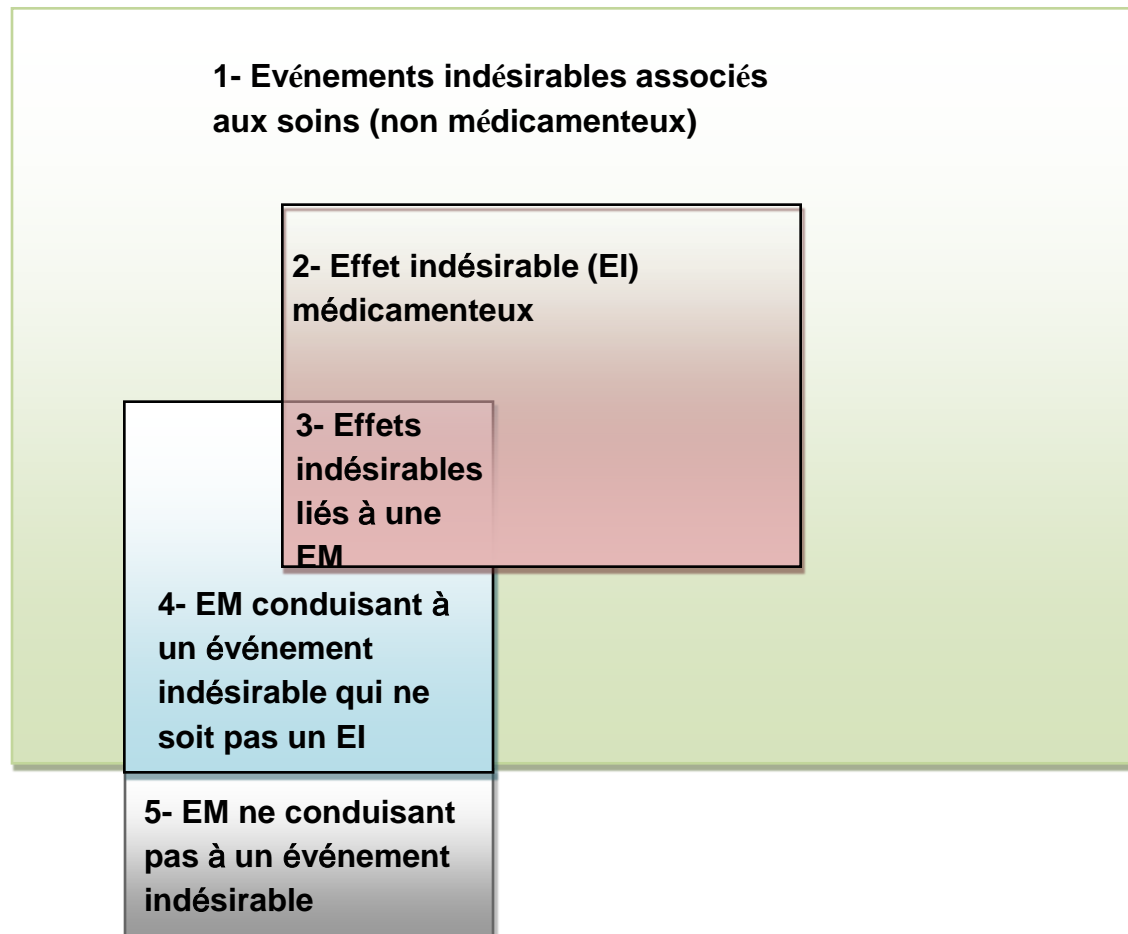 1- Evénements indésirables associés
aux soins (non médicamenteux)
2- Effet indésirable (EI)
médicamenteux
3- Effets
indésirables
liés à une
EM
4- EM conduisant à
un événement
indésirable qui ne
soit pas un EI
5- EM ne conduisant
pas à un événement
indésirable